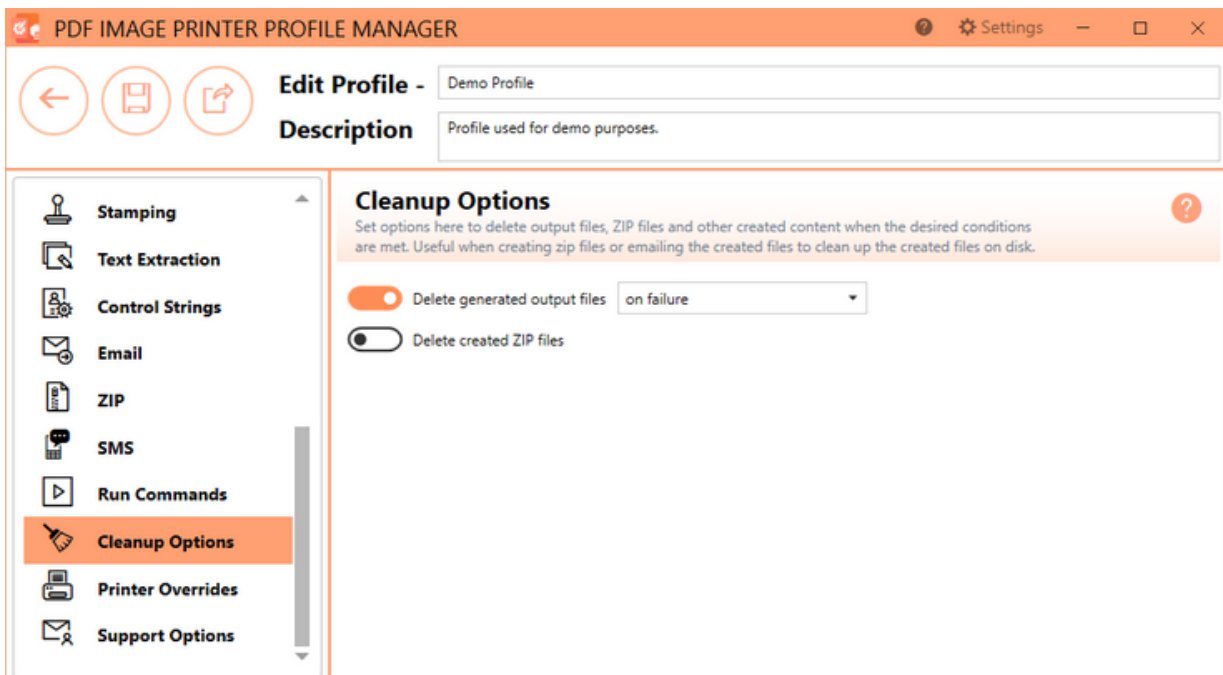 PDF IMAGE PRINTER PROFILE MANAGER
? Settings
Edit Profile - Demo Profile
Description Profile used for demo purposes.
Stamping
Text Extraction
Control Strings
Email
ZIP
SMS
Run Commands
Cleanup Options
Printer Overrides
Support Options
Cleanup Options
?
Set options here to delete output files, ZIP files and other created content when the desired conditions
are met. Useful when creating zip files or emailing the created files to clean up the created files on disk.
Delete generated output files on failure
Delete created ZIP files